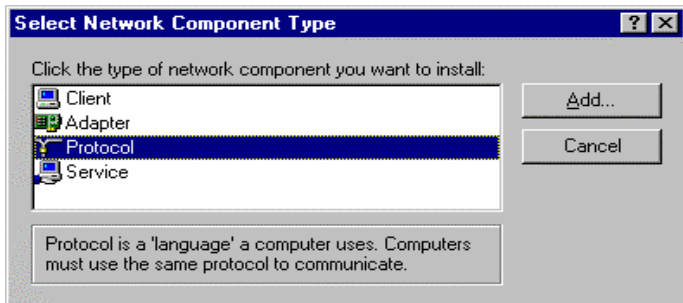 Select Network Component Type
Click the type of network component you want to install:
Client
Adapter
Protocol
Service
Add...
Cancel
Protocol is a 'language' a computer uses. Computers
must use the same protocol to communicate.